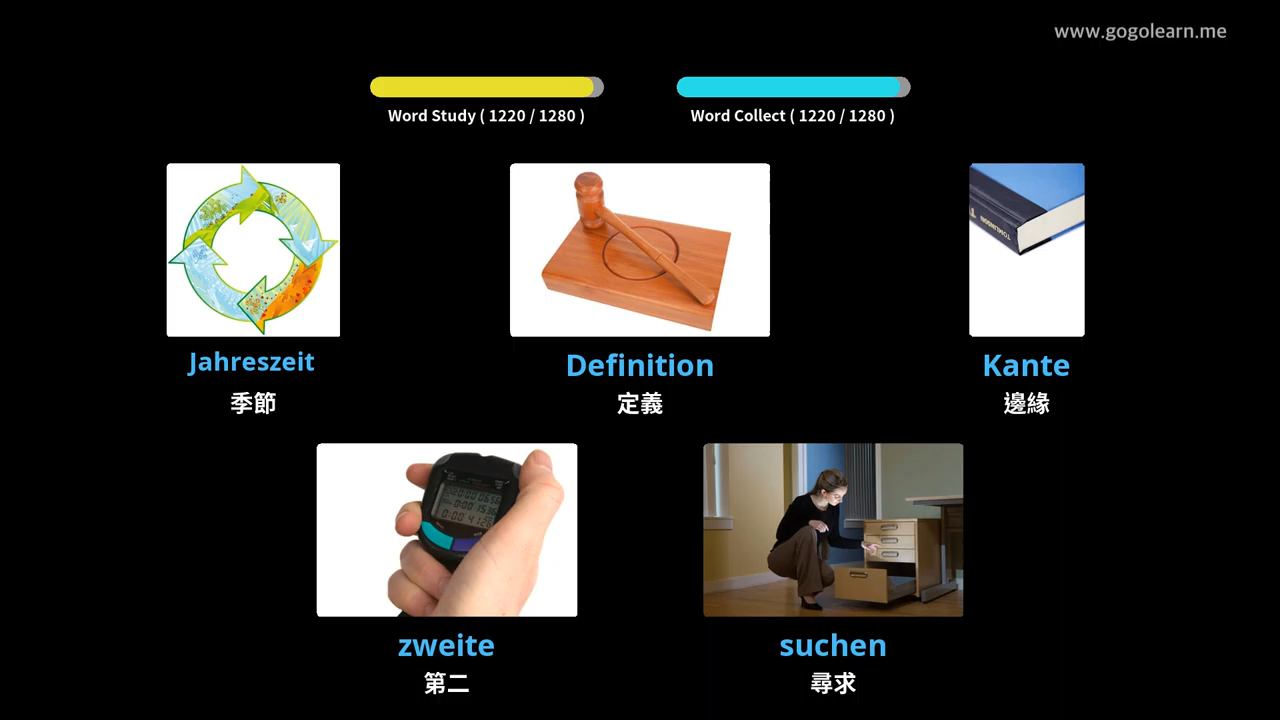 www.gogolearn.me
Word Study ( 1220 / 1280 )
Word Collect ( 1220 / 1280 )
TOMLINSON
Jahreszeit
季節
Definition
定義
Kante
邊緣
zweite
第二
suchen
尋求